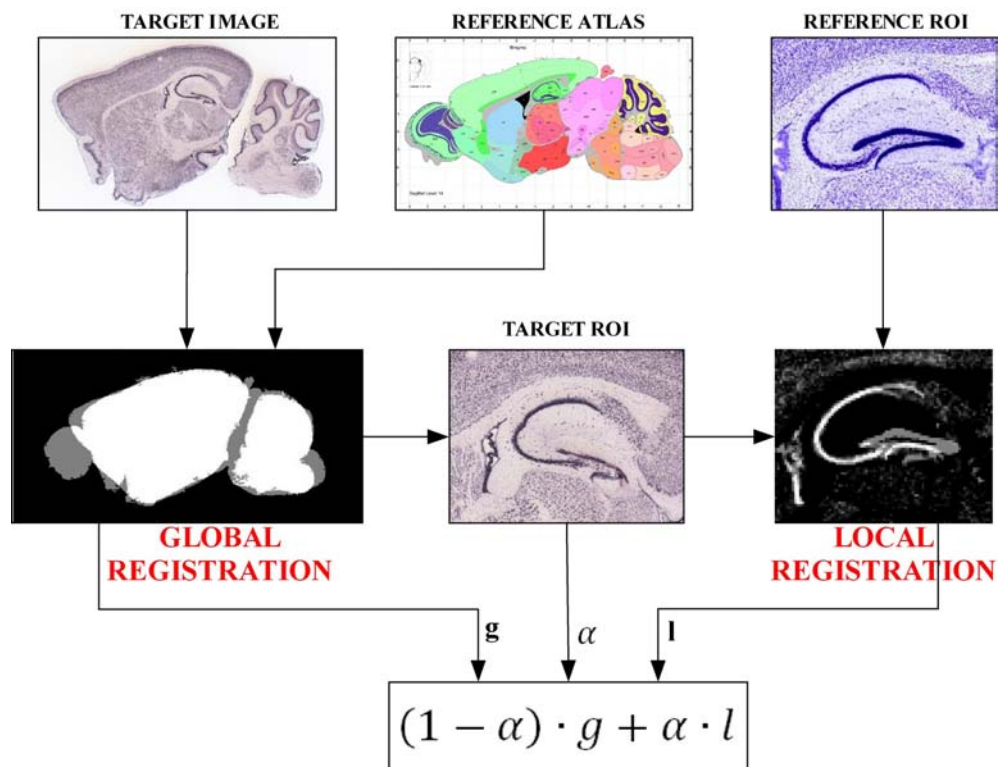 TARGET IMAGE
REFERENCE ATLAS
REFERENCE ROI
TARGET ROI
GLOBAL
REGISTRATION
LOCAL
REGISTRATION
g
α
l
(1 − α) · g + α · l